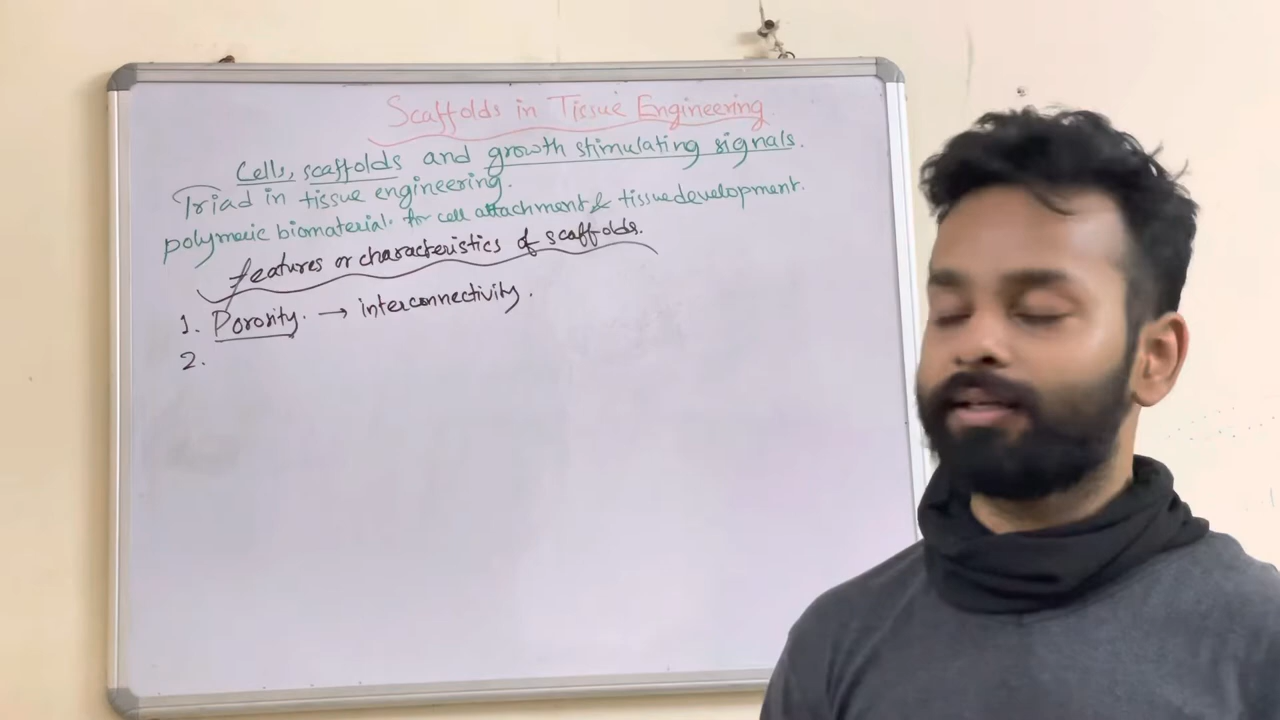 Scaffolds in Tissue Engineering
Cells, scaffolds and growth stimulating signals.
Triad in tissue engineering.
polymeric biomaterial. for cell attachment & tissue development.
features or characteristics of scaffolds.
1. Porosity. → interconnectivity.
2.